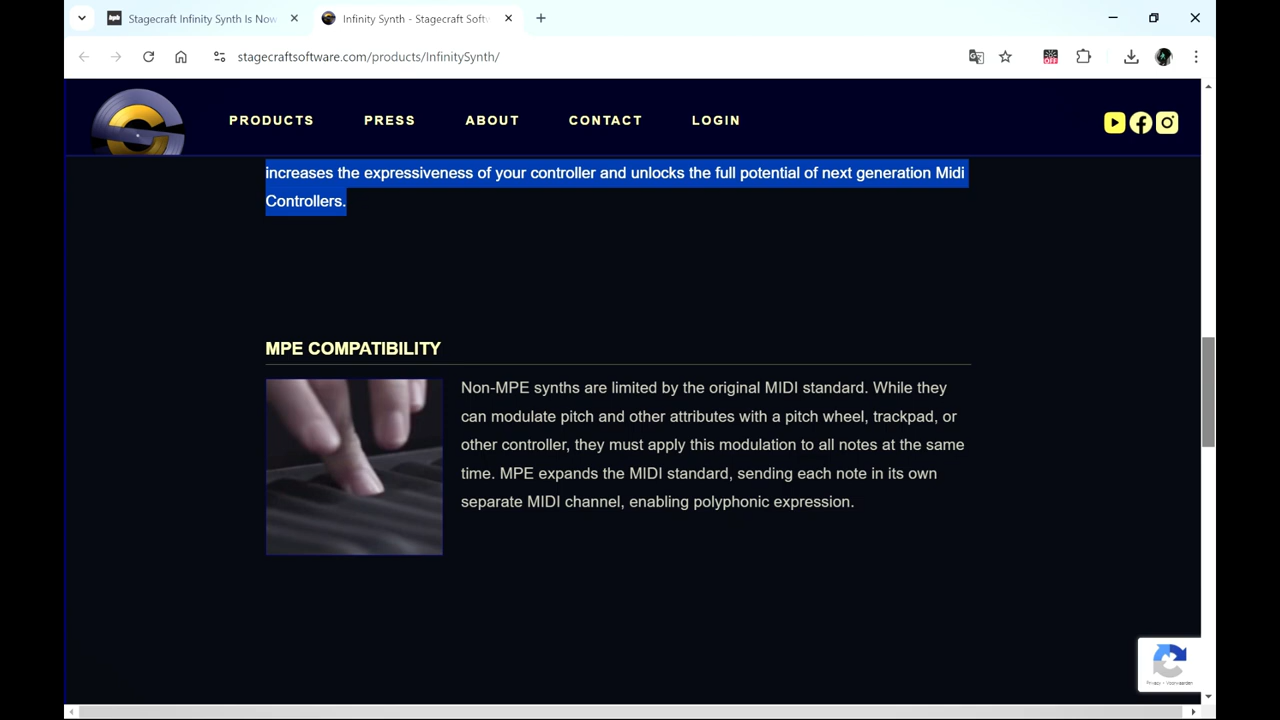 Stagecraft Infinity Synth Is Now
Infinity Synth - Stagecraft Softw
stagecraftsoftware.com/products/InfinitySynth/
OFF
PRODUCTS
PRESS
ABOUT
CONTACT
LOGIN
increases the expressiveness of your controller and unlocks the full potential of next generation Midi
Controllers.
MPE COMPATIBILITY
Non-MPE synths are limited by the original MIDI standard. While they
can modulate pitch and other attributes with a pitch wheel, trackpad, or
other controller, they must apply this modulation to all notes at the same
time. MPE expands the MIDI standard, sending each note in its own
separate MIDI channel, enabling polyphonic expression.
Privacy - Voorwaarden